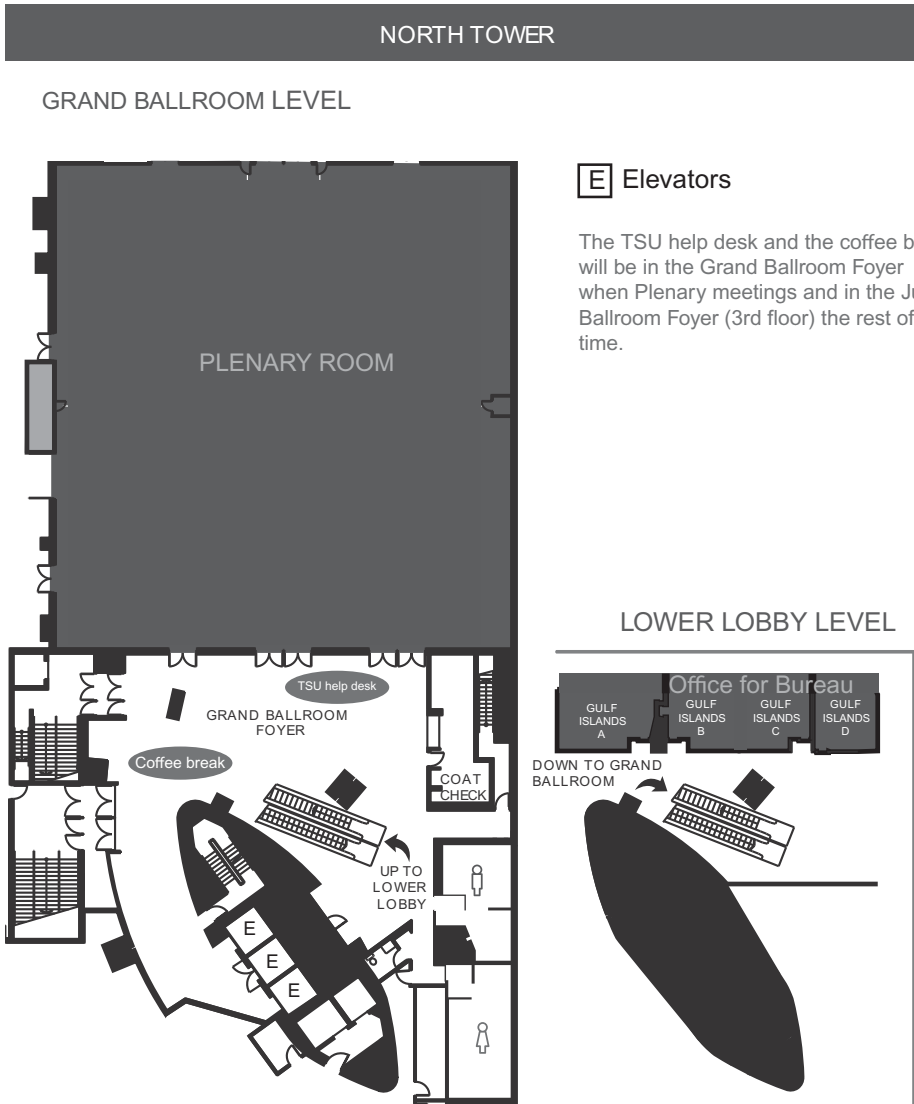 NORTH TOWER
GRAND BALLROOM LEVEL
E Elevators
The TSU help desk and the coffee b
will be in the Grand Ballroom Foyer
when Plenary meetings and in the Ju
Ballroom Foyer (3rd floor) the rest of
time.
PLENARY ROOM
TSU help desk
GRAND BALLROOM
FOYER
Coffee break
COAT
CHECK
UP TO
LOWER
LOBBY
E
E
E
LOWER LOBBY LEVEL
Office for Bureau
GULF
ISLANDS
A
GULF
ISLANDS
B
GULF
ISLANDS
C
GULF
ISLANDS
D
DOWN TO GRAND
BALLROOM